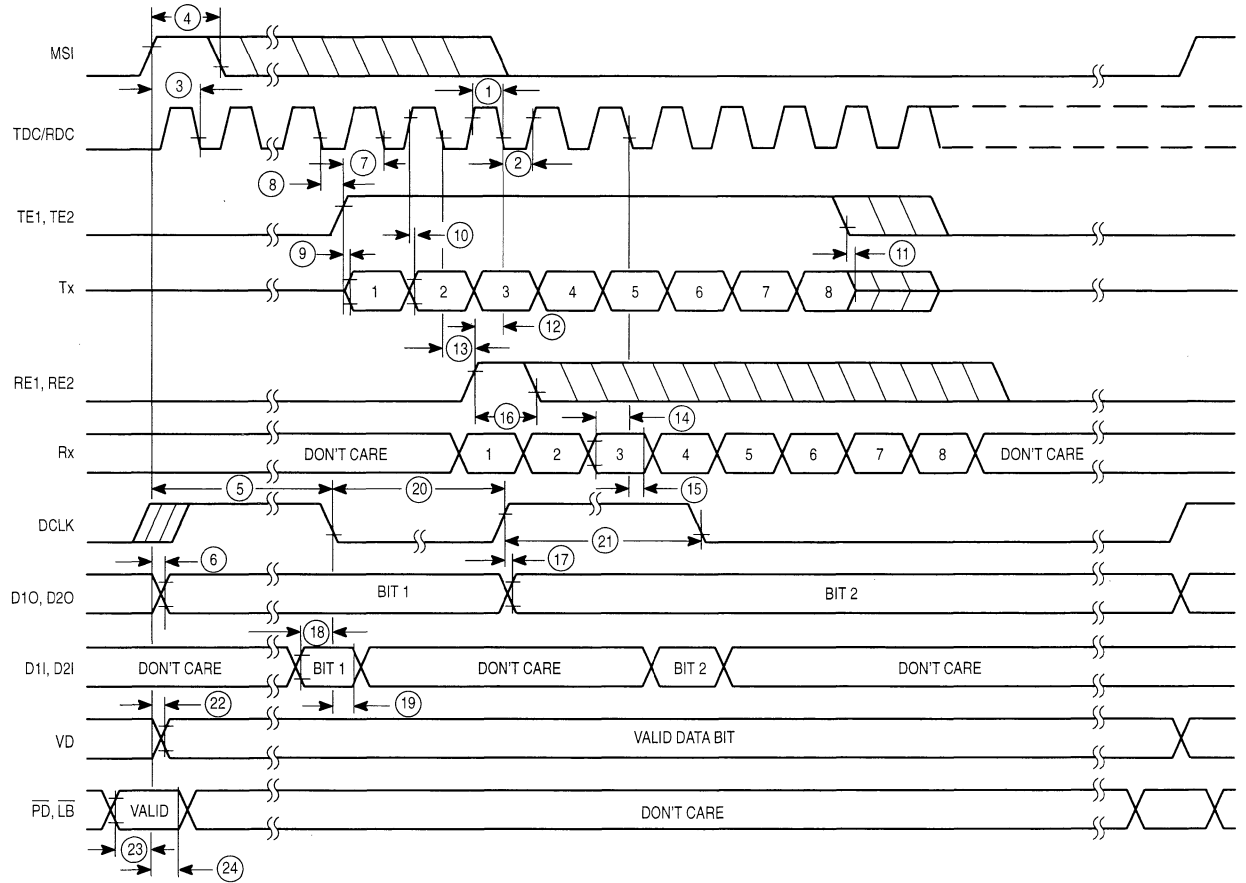 4
MSI
3
1
TDC/RDC
7
2
8
TE1, TE2
9
10
11
Tx
1 2 3 4 5 6 7 8
12
13
RE1, RE2
16
14
Rx
DON'T CARE 1 2 3 4 5 6 7 8 DON'T CARE
5
20
15
DCLK
21
6
17
D1O, D2O
BIT 1
BIT 2
18
D1I, D2I
DON'T CARE BIT 1 DON'T CARE BIT 2 DON'T CARE
22
19
VD
VALID DATA BIT
PD, LB
VALID
DON'T CARE
23
24